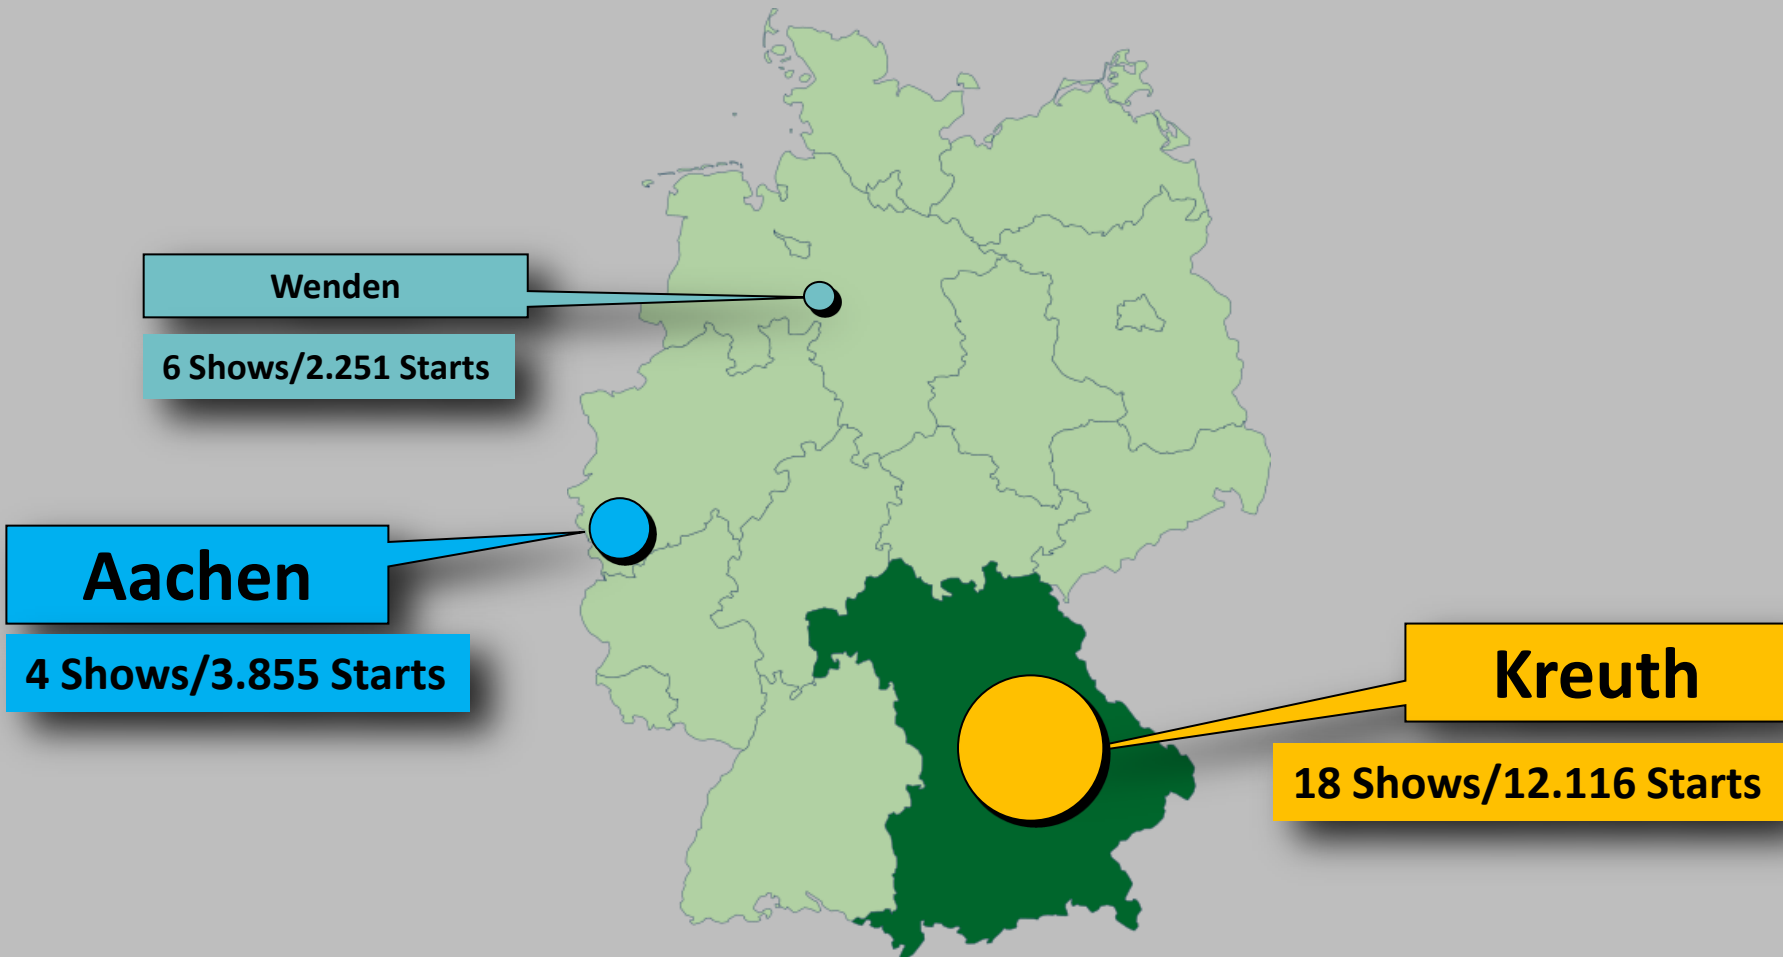 Wenden
6 Shows/2.251 Starts
Aachen
4 Shows/3.855 Starts
Kreuth
18 Shows/12.116 Starts